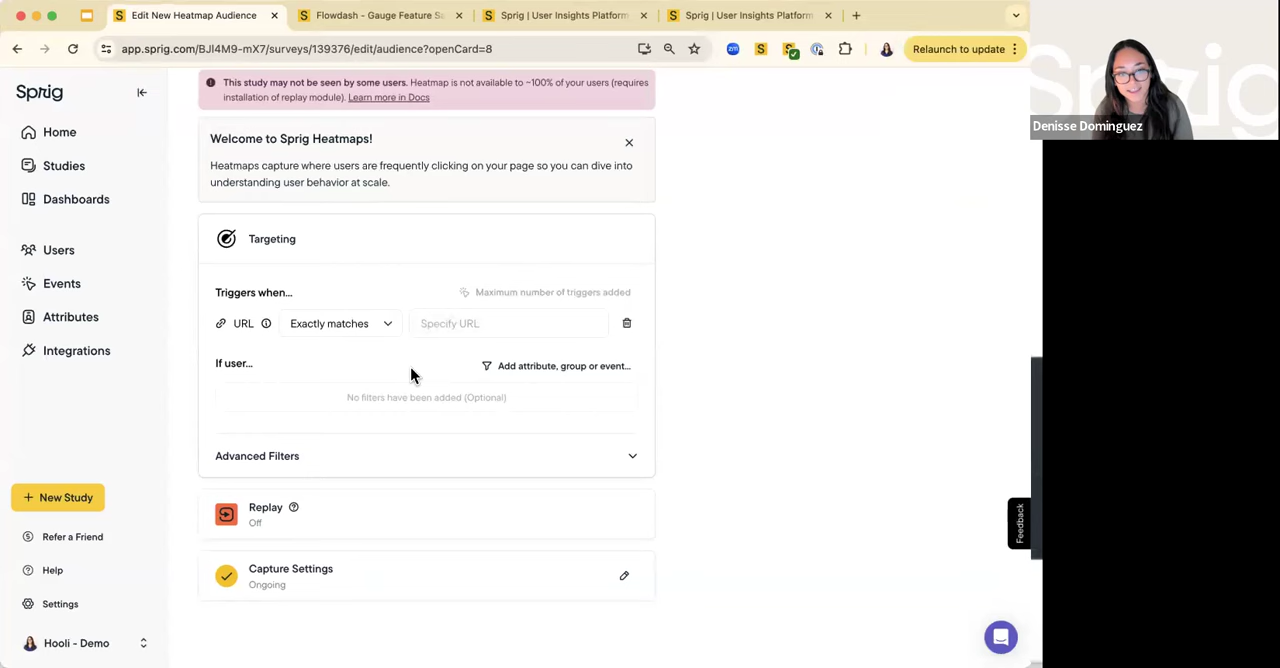 Edit New Heatmap Audience
Flowdash - Gauge Feature Sa
Sprig | User Insights Platform
Sprig | User Insights Platform
app.sprig.com/BJl4M9-mX7/surveys/139376/edit/audience?openCard=8
zm
Relaunch to update
Sprig
Home
Studies
Dashboards
Users
Events
Attributes
Integrations
New Study
Refer a Friend
Help
Settings
Hooli - Demo
This study may not be seen by some users. Heatmap is not available to ~100% of your users (requires
installation of replay module). Learn more in Docs
Welcome to Sprig Heatmaps!
Heatmaps capture where users are frequently clicking on your page so you can dive into
understanding user behavior at scale.
Targeting
Triggers when...
Maximum number of triggers added
URL
Exactly matches
Specify URL
If user...
Add attribute, group or event...
No filters have been added (Optional)
Advanced Filters
Replay
Off
Capture Settings
Ongoing
Feedback
Sprig
Denisse Dominguez